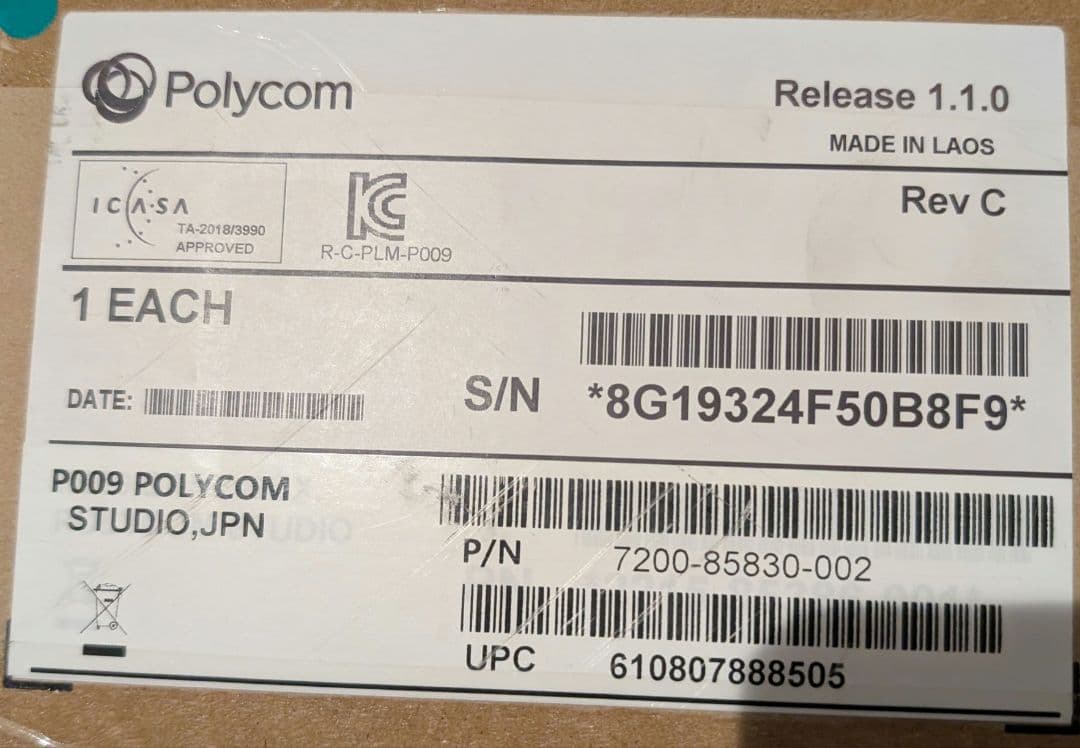 Polycom
Release 1.1.0
MADE IN LAOS
ICASA
TA-2018/3990
APPROVED
R-C-PLM-P009
Rev C
1 EACH
DATE:
S/N *8G19324F50B8F9*
P009 POLYCOM
STUDIO,JPN
P/N 7200-85830-002
UPC 610807888505